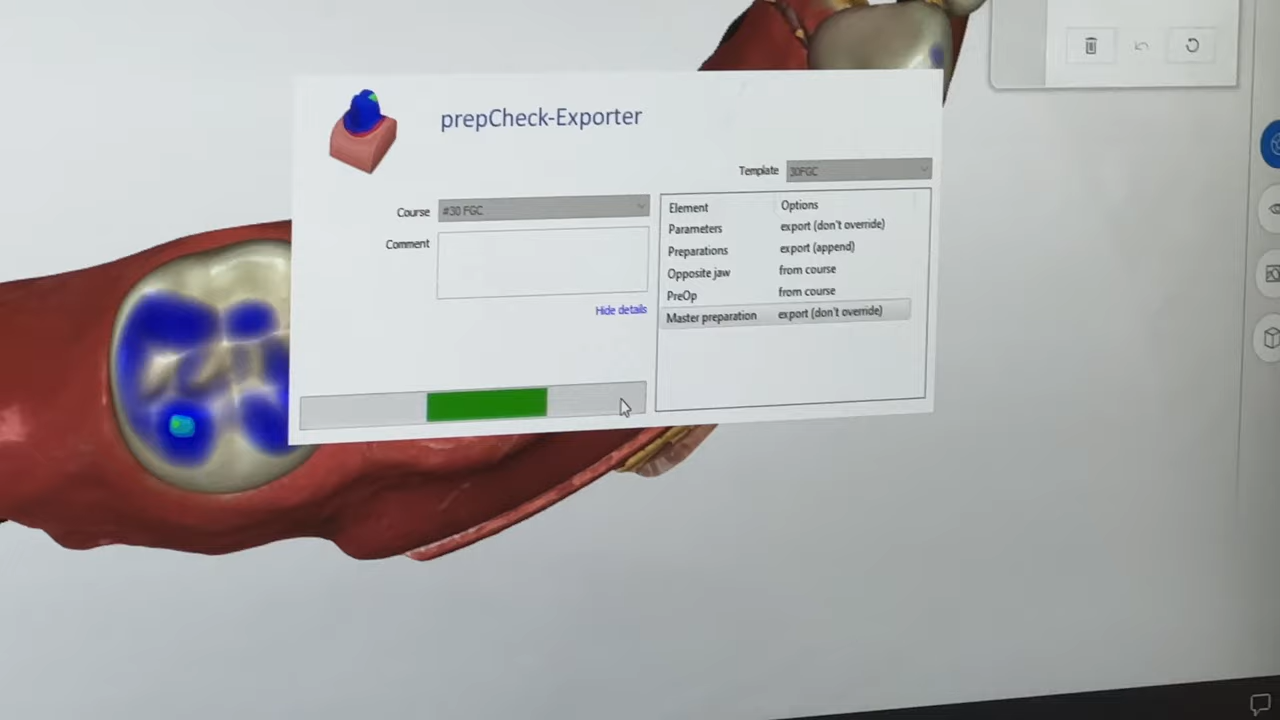 prepCheck-Exporter
Template 30FGC
Course #30 FGC
Comment
Hide details
Element Options
Parameters export (don't override)
Preparations export (append)
Opposite jaw from course
PreOp from course
Master preparation export (don't override)